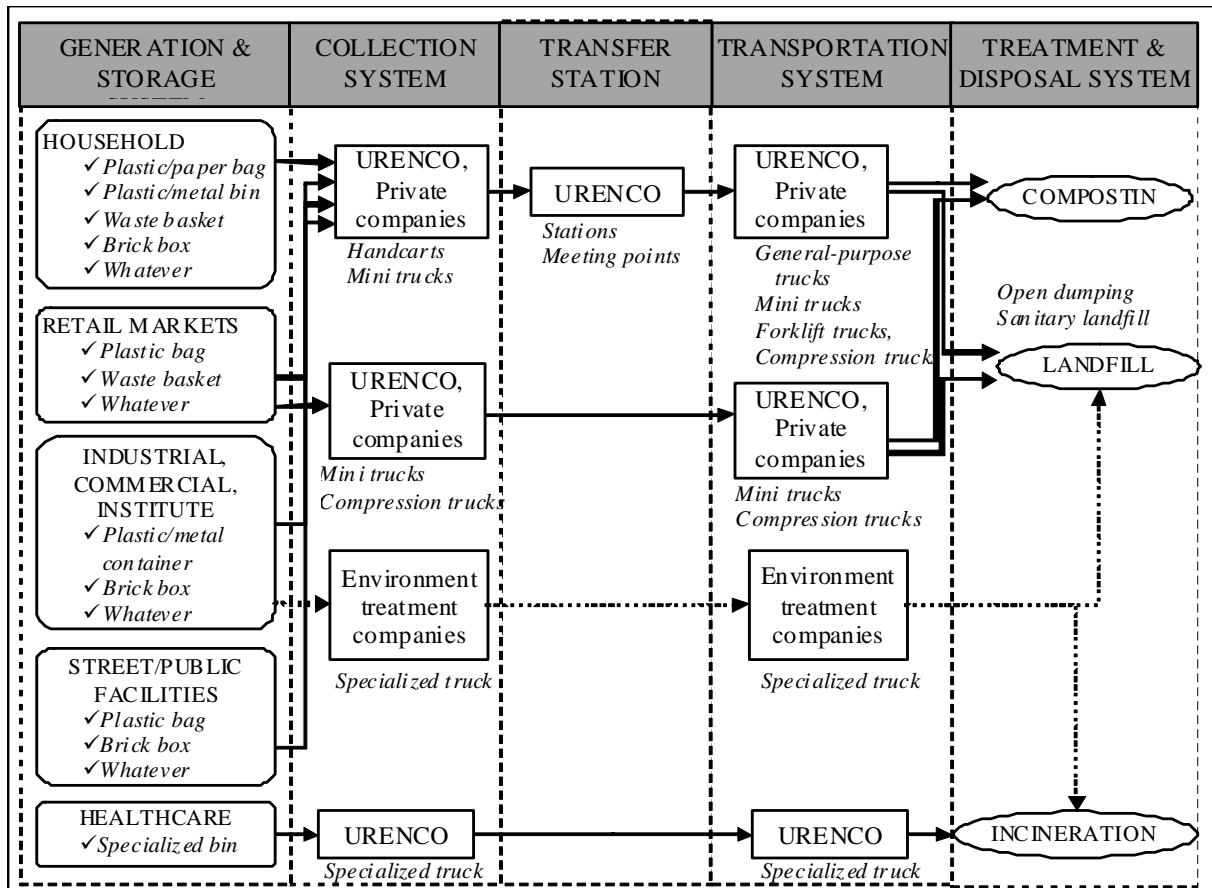 GENERATION &
STORAGE
SYSTEM
COLLECTION
SYSTEM
TRANSFER
STATION
TRANSPORTATION
SYSTEM
TREATMENT &
DISPOSAL SYSTEM
HOUSEHOLD
✓ Plastic/paper bag
✓ Plastic/metal bin
✓ Waste basket
✓ Brick box
✓ Whatever
RETAIL MARKETS
✓ Plastic bag
✓ Waste basket
✓ Whatever
INDUSTRIAL,
COMMERCIAL,
INSTITUTE
✓ Plastic/metal
container
✓ Brick box
✓ Whatever
STREET/PUBLIC
FACILITIES
✓ Plastic bag
✓ Brick box
✓ Whatever
HEALTHCARE
✓ Specialized bin
URENCO,
Private
companies
Handcarts
Mini trucks
URENCO,
Private
companies
Mini trucks
Compression trucks
Environment
treatment
companies
Specialized truck
URENCO
Specialized truck
URENCO
Stations
Meeting points
URENCO,
Private
companies
General-purpose
trucks
Mini trucks
Forklift trucks,
Compression truck
URENCO,
Private
companies
Mini trucks
Compression trucks
Environment
treatment
companies
Specialized truck
URENCO
Specialized truck
COMPOSTIN
Open dumping
Sanitary landfill
LANDFILL
INCINERATION